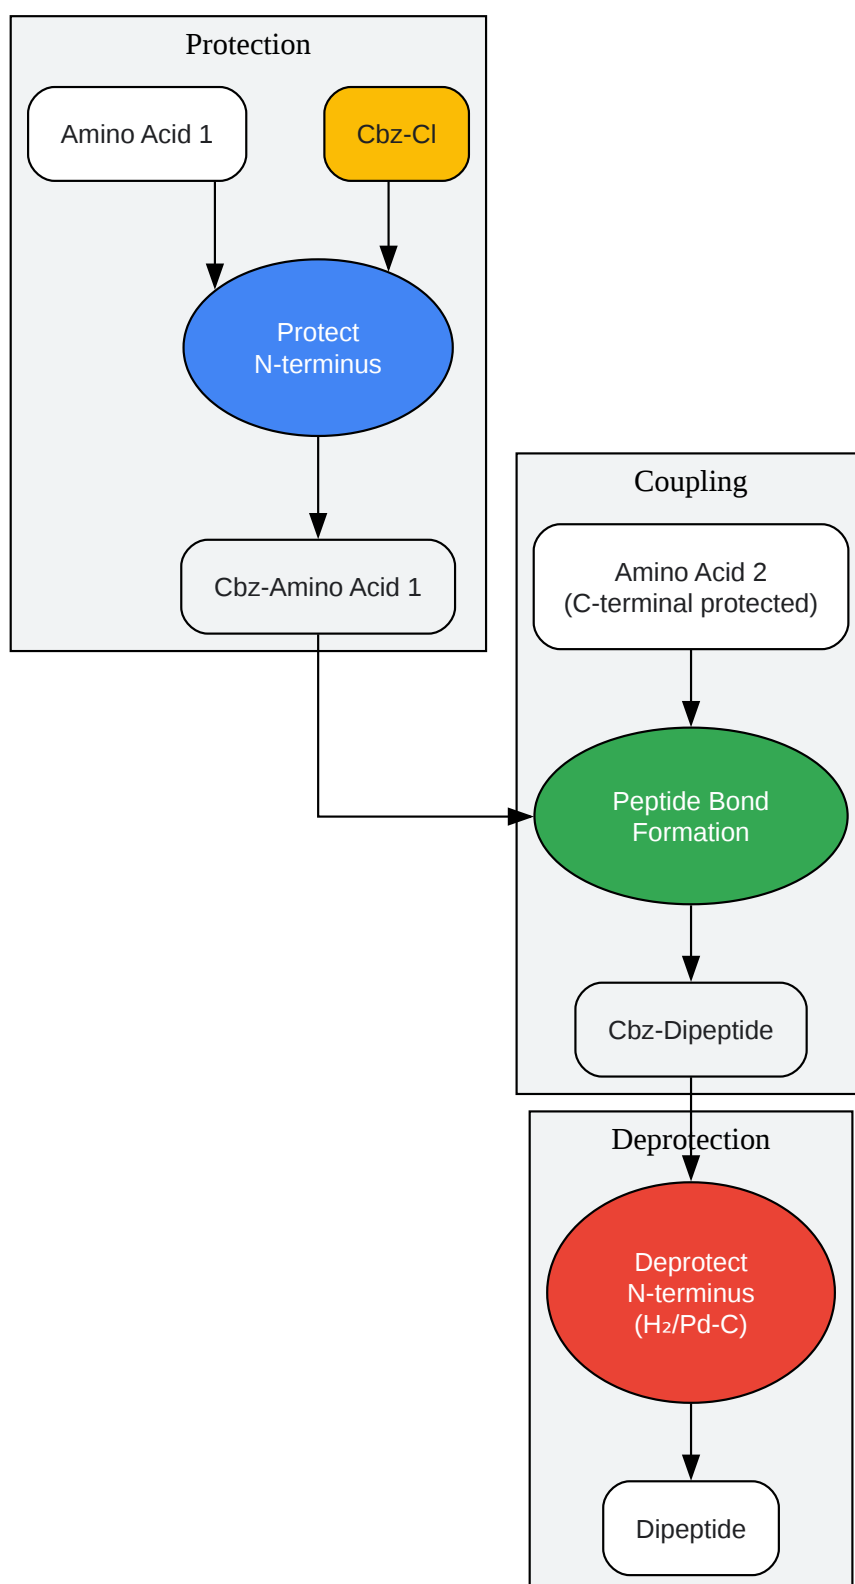 Protection
Amino Acid 1
Cbz-Cl
Protect
N-terminus
Cbz-Amino Acid 1
Coupling
Amino Acid 2
(C-terminal protected)
Peptide Bond
Formation
Cbz-Dipeptide
Deprotection
Deprotect
N-terminus
(H₂/Pd-C)
Dipeptide